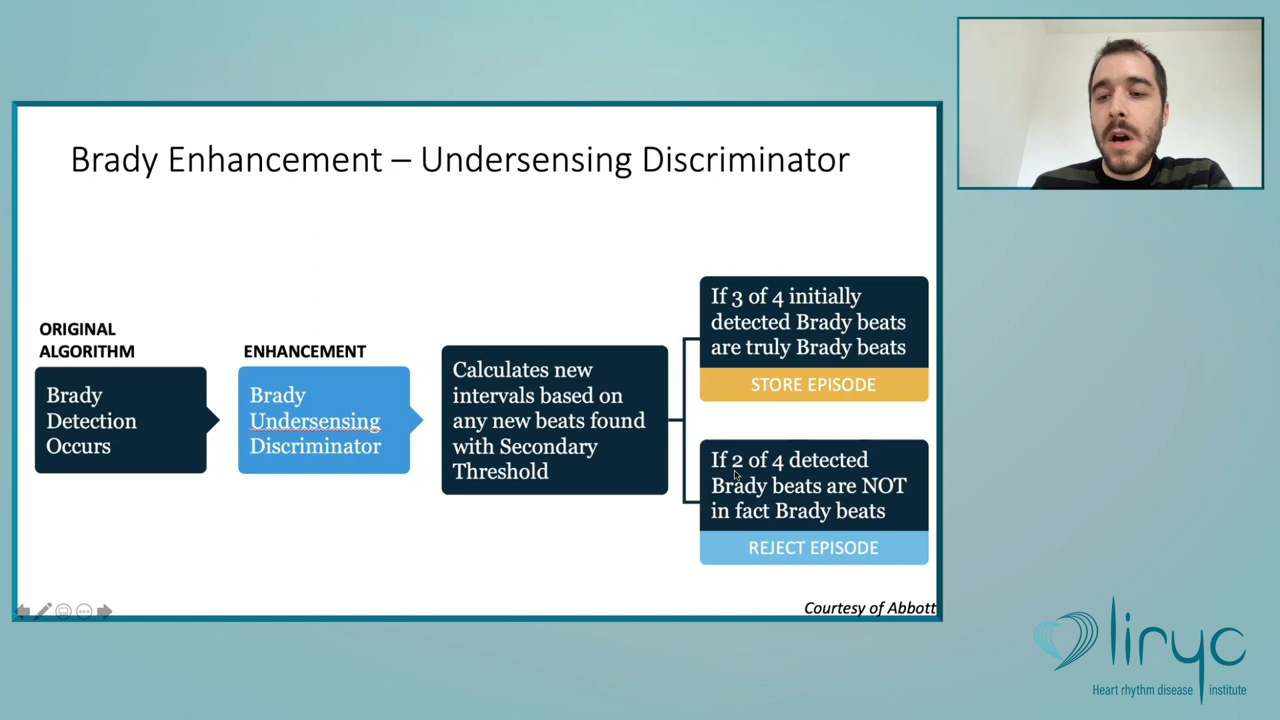 Brady Enhancement – Undersensing Discriminator
ORIGINAL
ALGORITHM
Brady
Detection
Occurs
ENHANCEMENT
Brady
Undersensing
Discriminator
Calculates new
intervals based on
any new beats found
with Secondary
Threshold
If 3 of 4 initially
detected Brady beats
are truly Brady beats
STORE EPISODE
If 2 of 4 detected
Brady beats are NOT
in fact Brady beats
REJECT EPISODE
Courtesy of Abbott
liryc
Heart rhythm disease institute